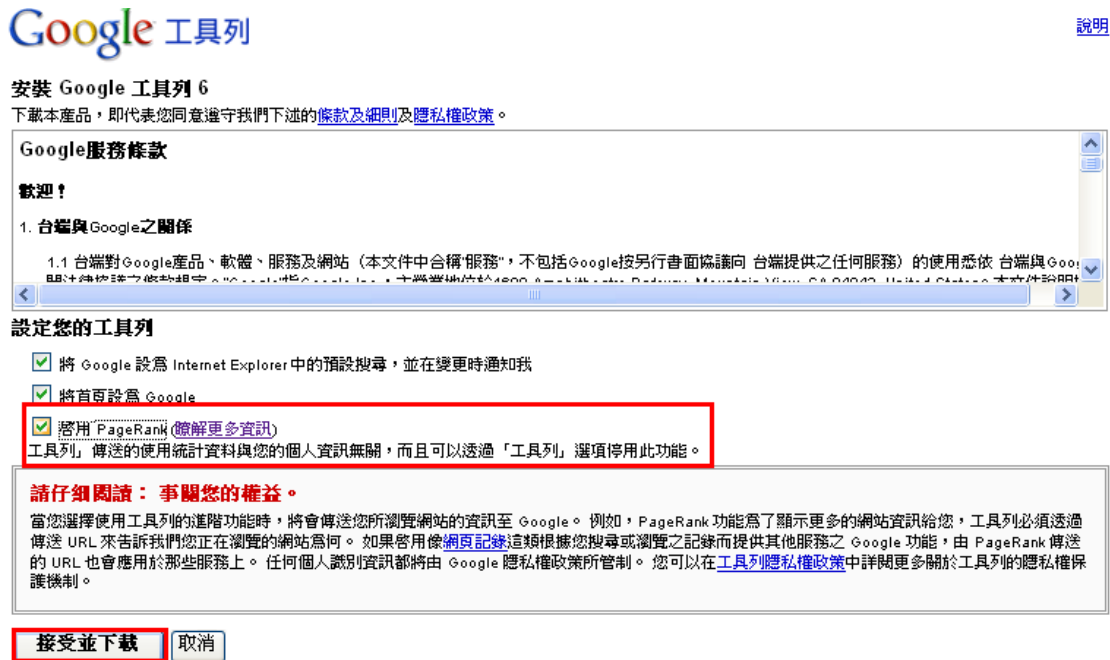 Google 工具列
說明
安裝 Google 工具列 6
下載本產品，即代表您同意遵守我們下述的條款及細則及隱私權政策。
Google服務條款
歡迎！
1. 台端與Google之關係
1.1 台端對Google產品、軟體、服務及網站（本文件中合稱"服務"，不包括Google按另行書面協議向 台端提供之任何服務）的使用悉依 台端與Goo
設定您的工具列
將 Google 設為 Internet Explorer 中的預設搜尋，並在變更時通知我
將首頁設為 Google
啓用 PageRank (瞭解更多資訊)
工具列」傳送的使用統計資料與您的個人資訊無關，而且可以透過「工具列」選項停用此功能。
請仔細閱讀： 事關您的權益。
當您選擇使用工具列的進階功能時，將會傳送您所瀏覽網站的資訊至 Google。 例如，PageRank 功能為了顯示更多的網站資訊給您，工具列必須透過
傳送 URL 來告訴我們您正在瀏覽的網站為何。 如果啓用像網頁記錄這類根據您搜尋或瀏覽之記錄而提供其他服務之 Google 功能，由 PageRank 傳送
的 URL 也會應用於那些服務上。 任何個人識別資訊都將由 Google 隱私權政策所管制。 您可以在工具列隱私權政策中詳閱更多關於工具列的隱私權保
護機制。
接受並下載
取消